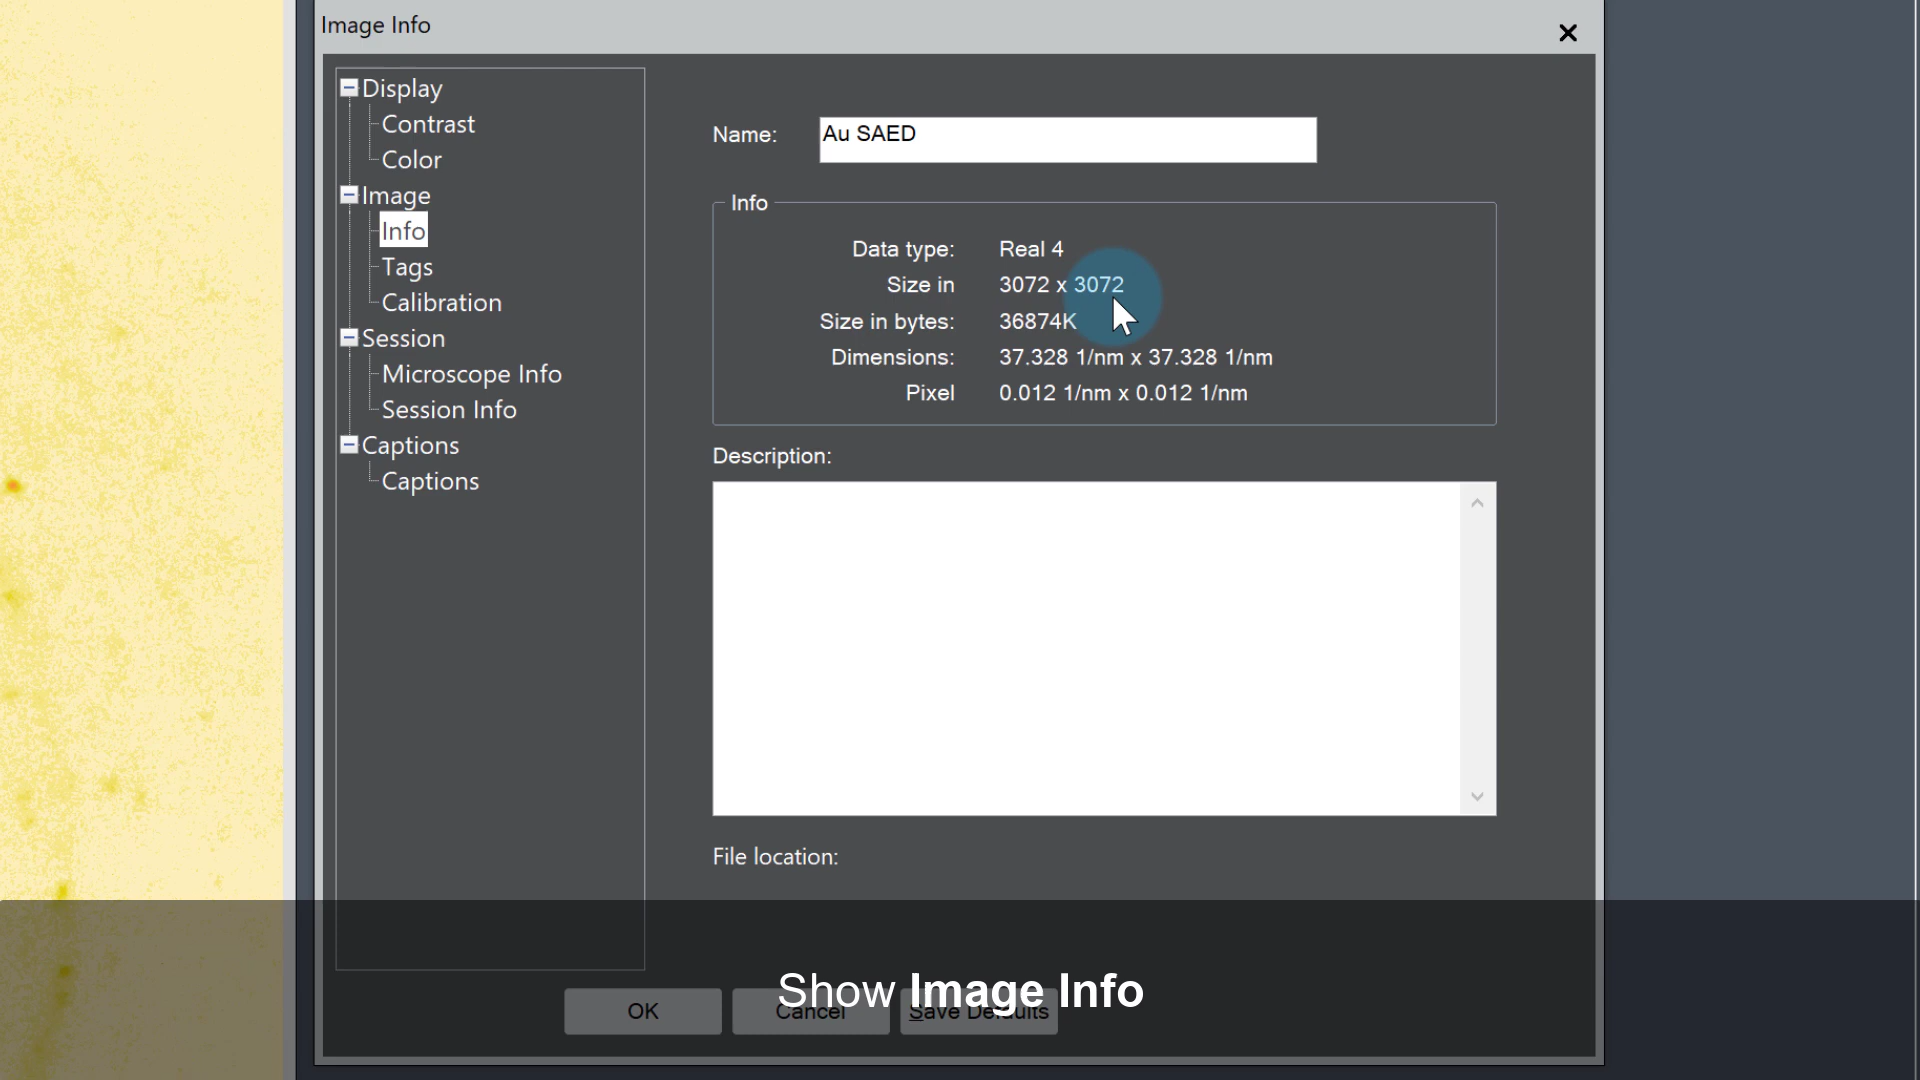 Image Info
Display
Contrast
Color
Image
Info
Tags
Calibration
Session
Microscope Info
Session Info
Captions
Captions
Name: Au SAED
Info
Data type: Real 4
Size in 3072 x 3072
Size in bytes: 36874K
Dimensions: 37.328 1/nm x 37.328 1/nm
Pixel 0.012 1/nm x 0.012 1/nm
Description:
File location:
OK Cancel Save Defaults
Show Image Info